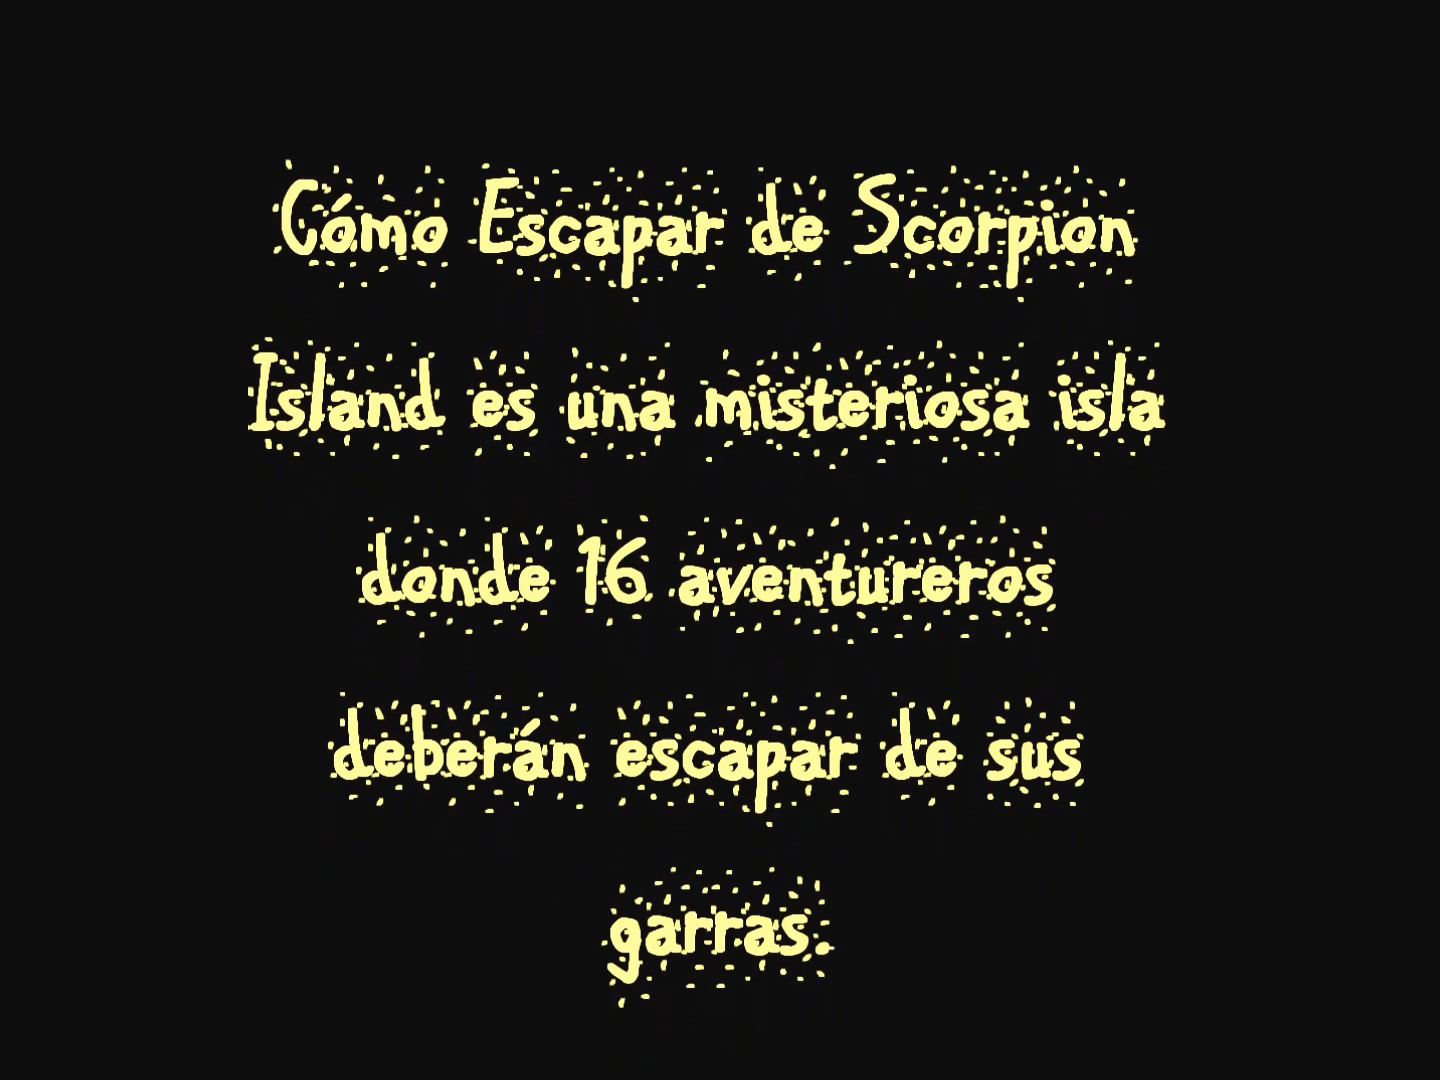 Cómo Escapar de Scorpion
Island es una misteriosa isla
donde 16 aventureros
deberán escapar de sus
garras.